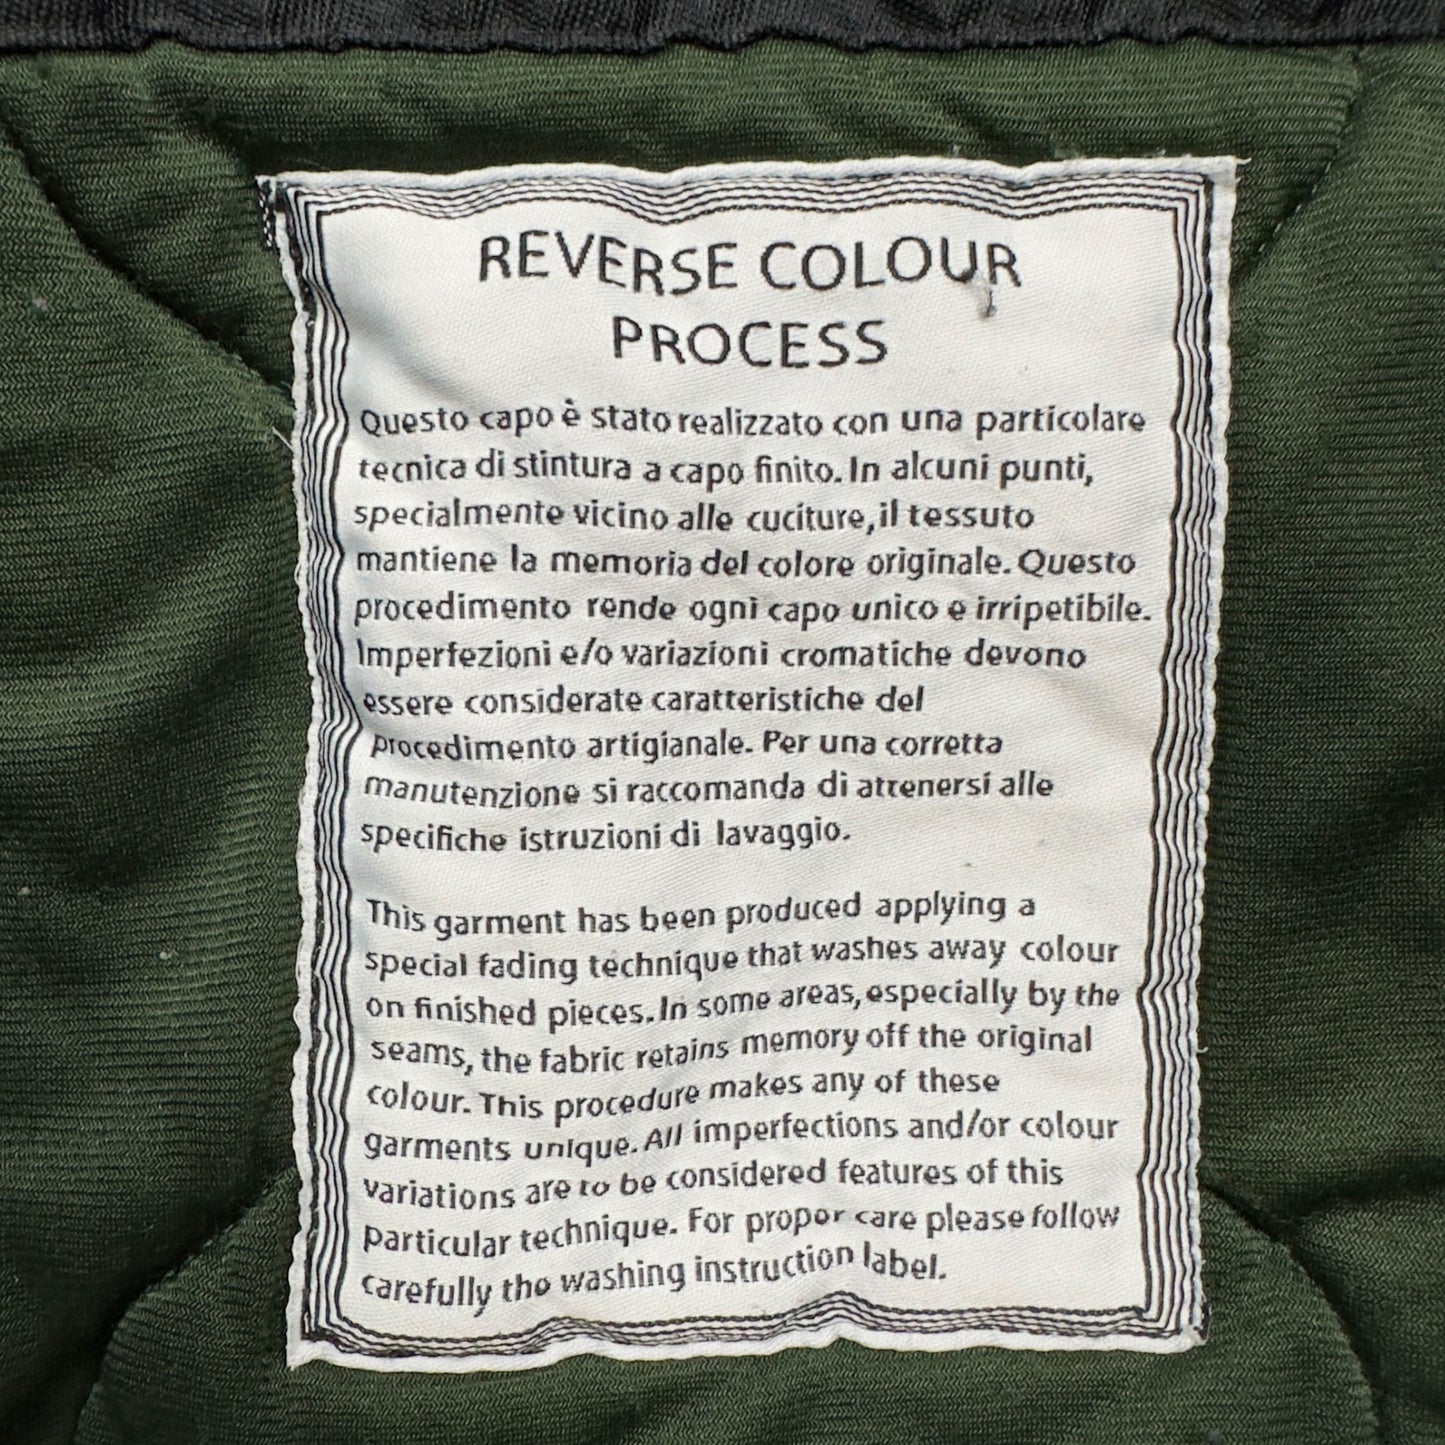 REVERSE COLOUR
PROCESS
Questo capo è stato realizzato con una particolare
tecnica di stintura a capo finito. In alcuni punti,
specialmente vicino alle cuciture, il tessuto
mantiene la memoria del colore originale. Questo
procedimento rende ogni capo unico e irripetibile.
Imperfezioni e/o variazioni cromatiche devono
essere considerate caratteristiche del
procedimento artigianale. Per una corretta
manutenzione si raccomanda di attenersi alle
specifiche istruzioni di lavaggio.
This garment has been produced applying a
special fading technique that washes away colour
on finished pieces. In some areas, especially by the
seams, the fabric retains memory off the original
colour. This procedure makes any of these
garments unique. All imperfections and/or colour
variations are to be considered features of this
particular technique. For proper care please follow
carefully the washing instruction label.